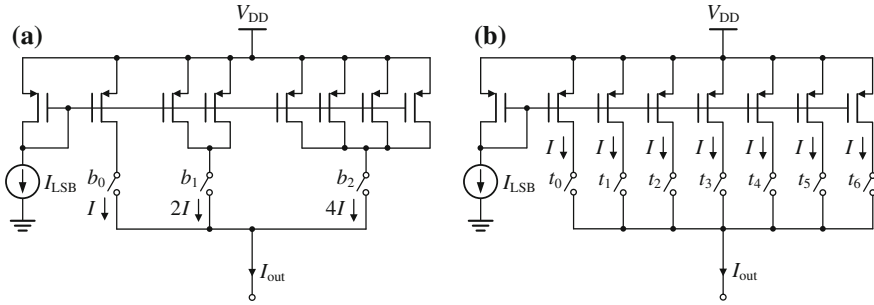 (a)
V_DD
I_LSB
b_0
I
b_1
2I
b_2
4I
I_out
(b)
V_DD
I_LSB
I
I
I
I
I
I
I
t_0
t_1
t_2
t_3
t_4
t_5
t_6
I_out